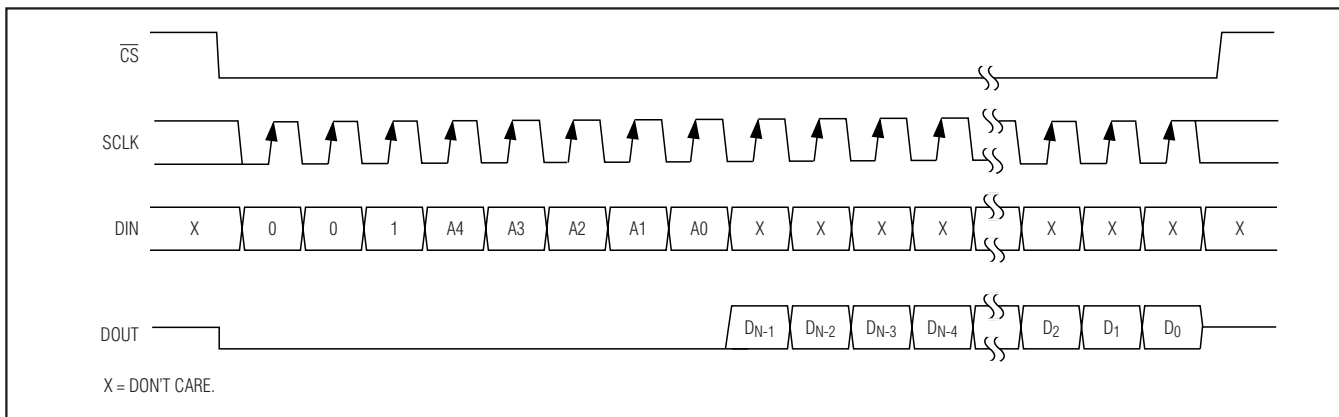 CS
SCLK
DIN X 0 0 1 A4 A3 A2 A1 A0 X X X X X X X X
DOUT DN-1 DN-2 DN-3 DN-4 D2 D1 D0
X = DON'T CARE.